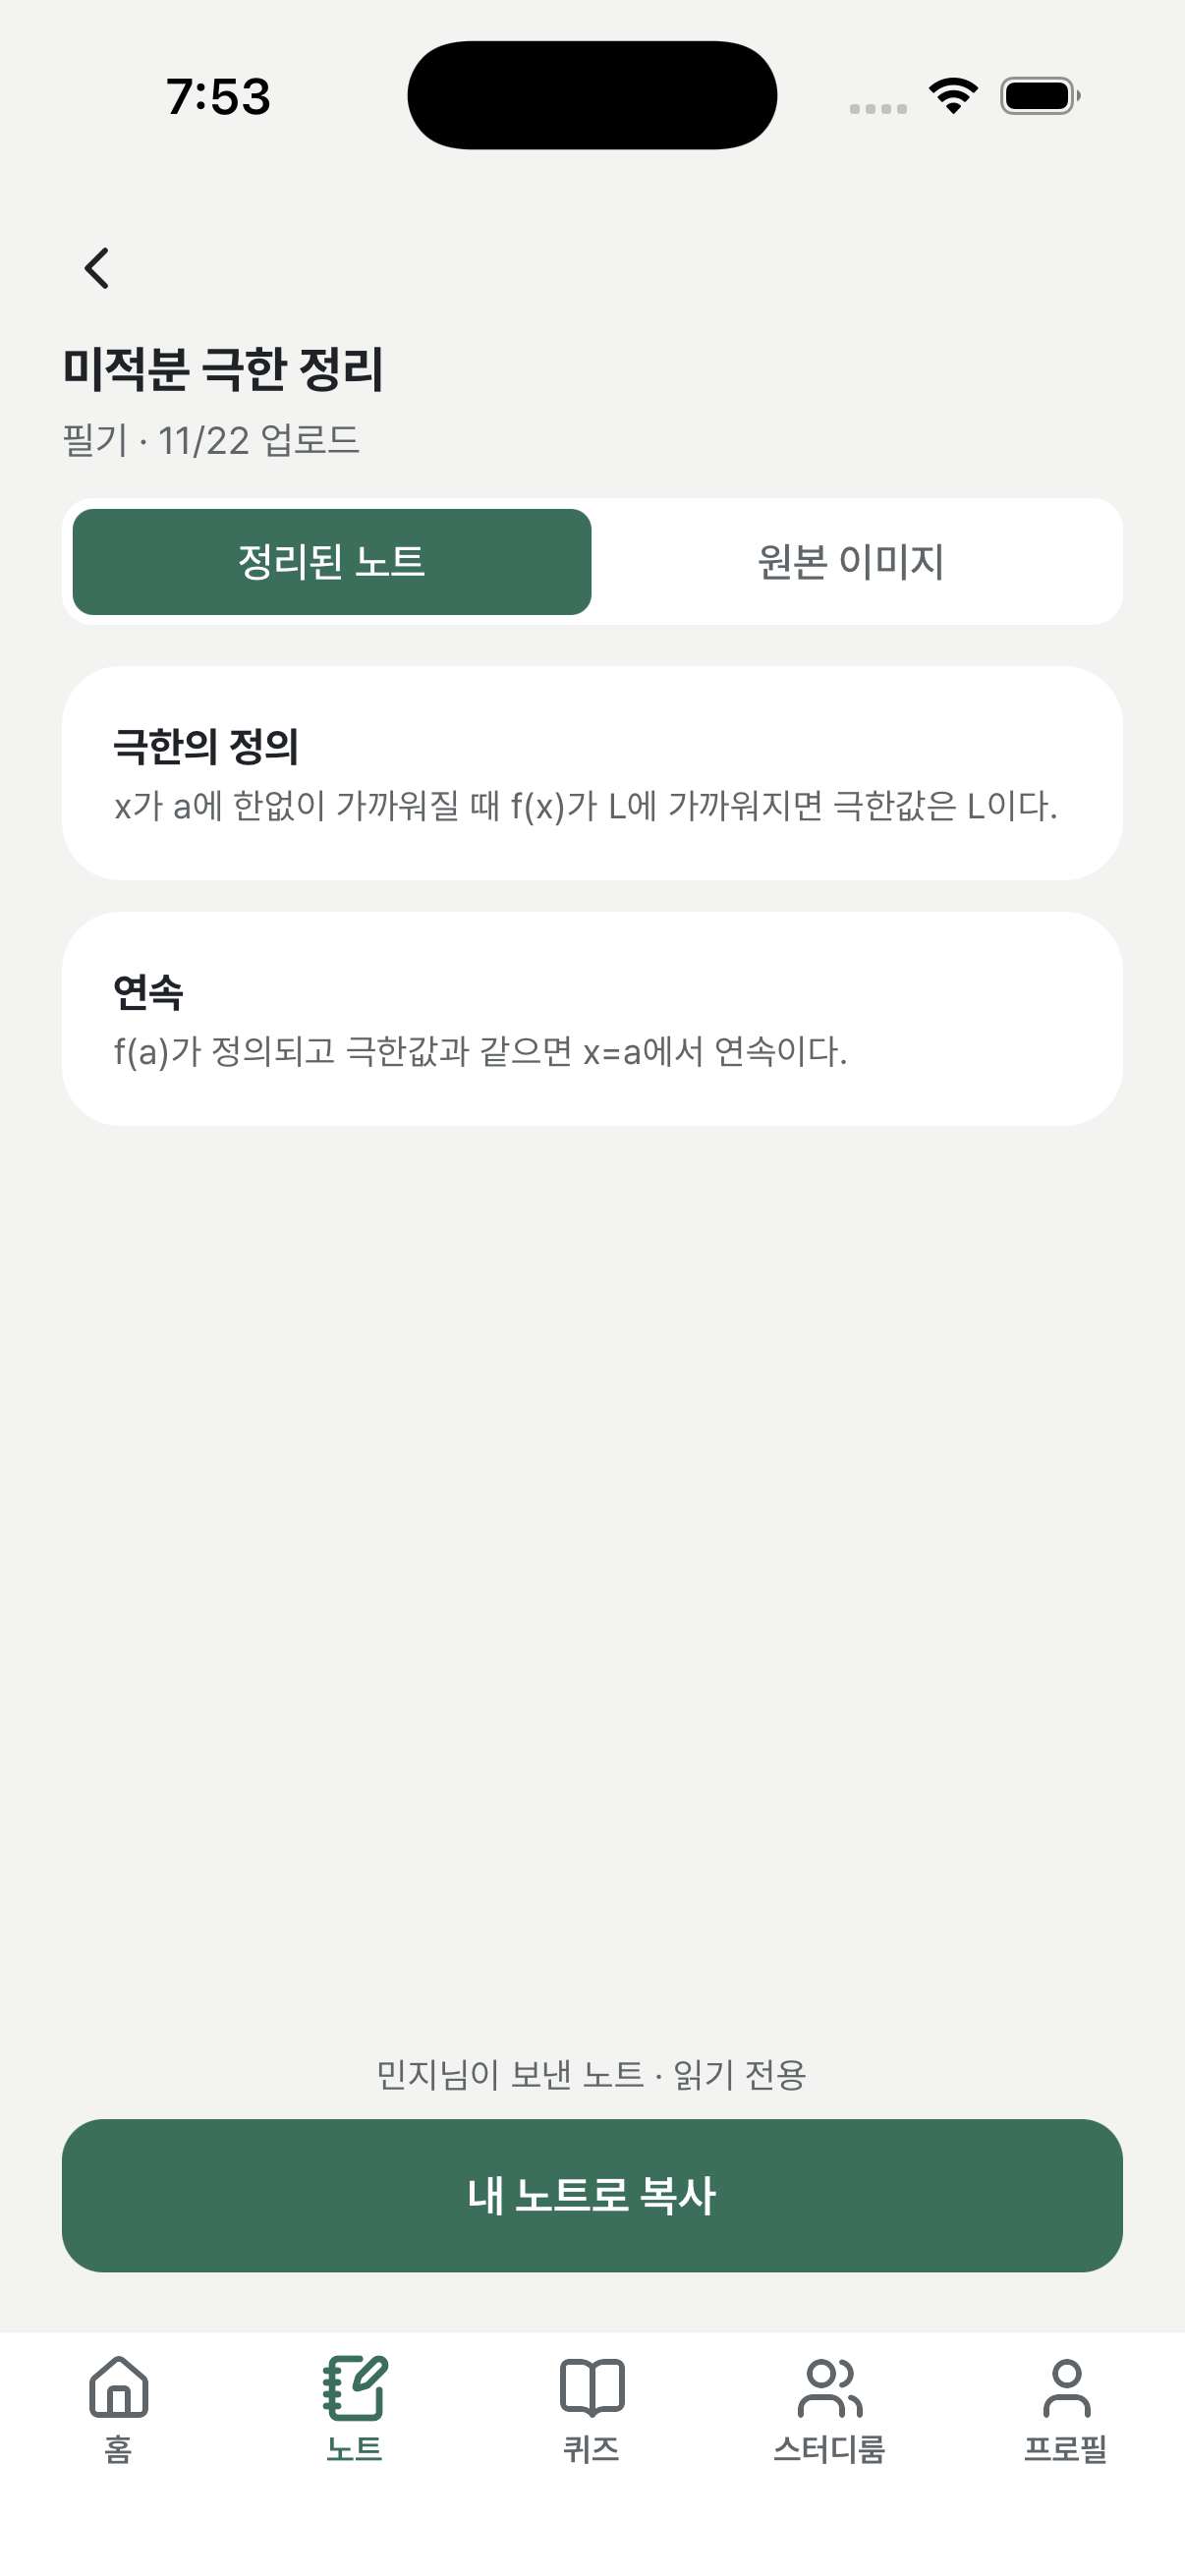 7:53
미적분 극한 정리
필기 · 11/22 업로드
정리된 노트
원본 이미지
극한의 정의
x가 a에 한없이 가까워질 때 f(x)가 L에 가까워지면 극한값은 L이다.
연속
f(a)가 정의되고 극한값과 같으면 x=a에서 연속이다.
민지님이 보낸 노트 · 읽기 전용
내 노트로 복사
홈
노트
퀴즈
스터디룸
프로필